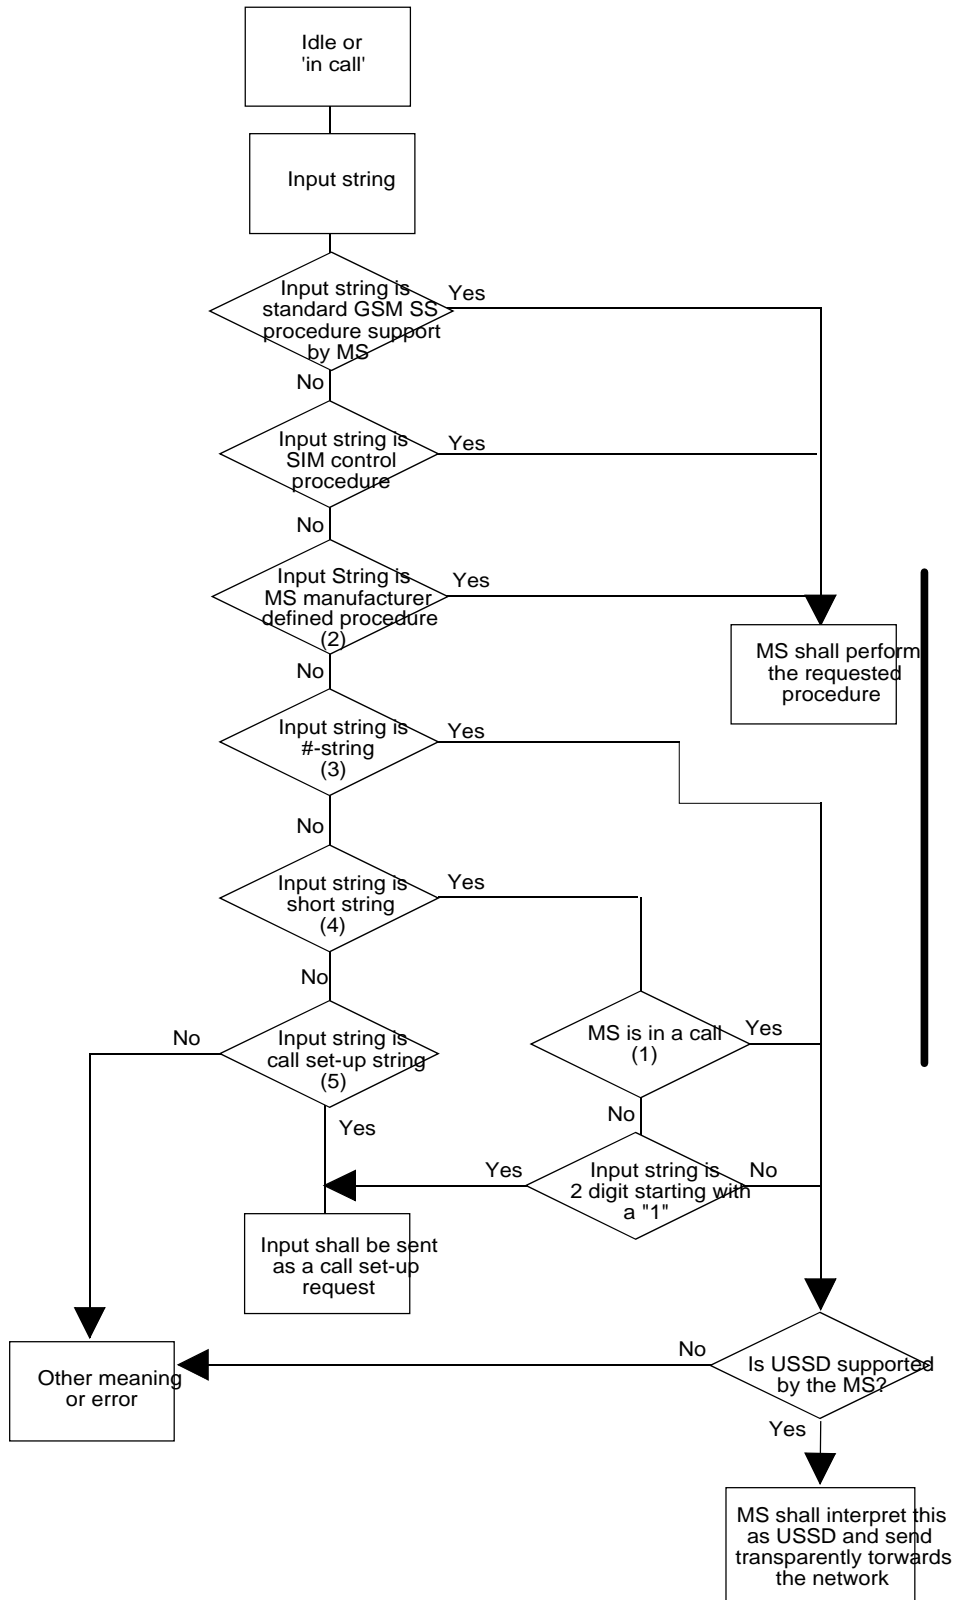 Idle or
'in call'
Input string
Input string is
standard GSM SS
procedure support
by MS
Yes
No
Input string is
SIM control
procedure
Yes
No
Input String is
MS manufacturer
defined procedure
(2)
Yes
No
MS shall perform
the requested
procedure
Input string is
#-string
(3)
Yes
No
Input string is
short string
(4)
Yes
No
Input string is
call set-up string
(5)
No
Yes
MS is in a call
(1)
Yes
No
Input string is
2 digit starting with
a "1"
Yes
No
Input shall be sent
as a call set-up
request
Other meaning
or error
Is USSD supported
by the MS?
No
Yes
MS shall interpret this
as USSD and send
transparently torwards
the network